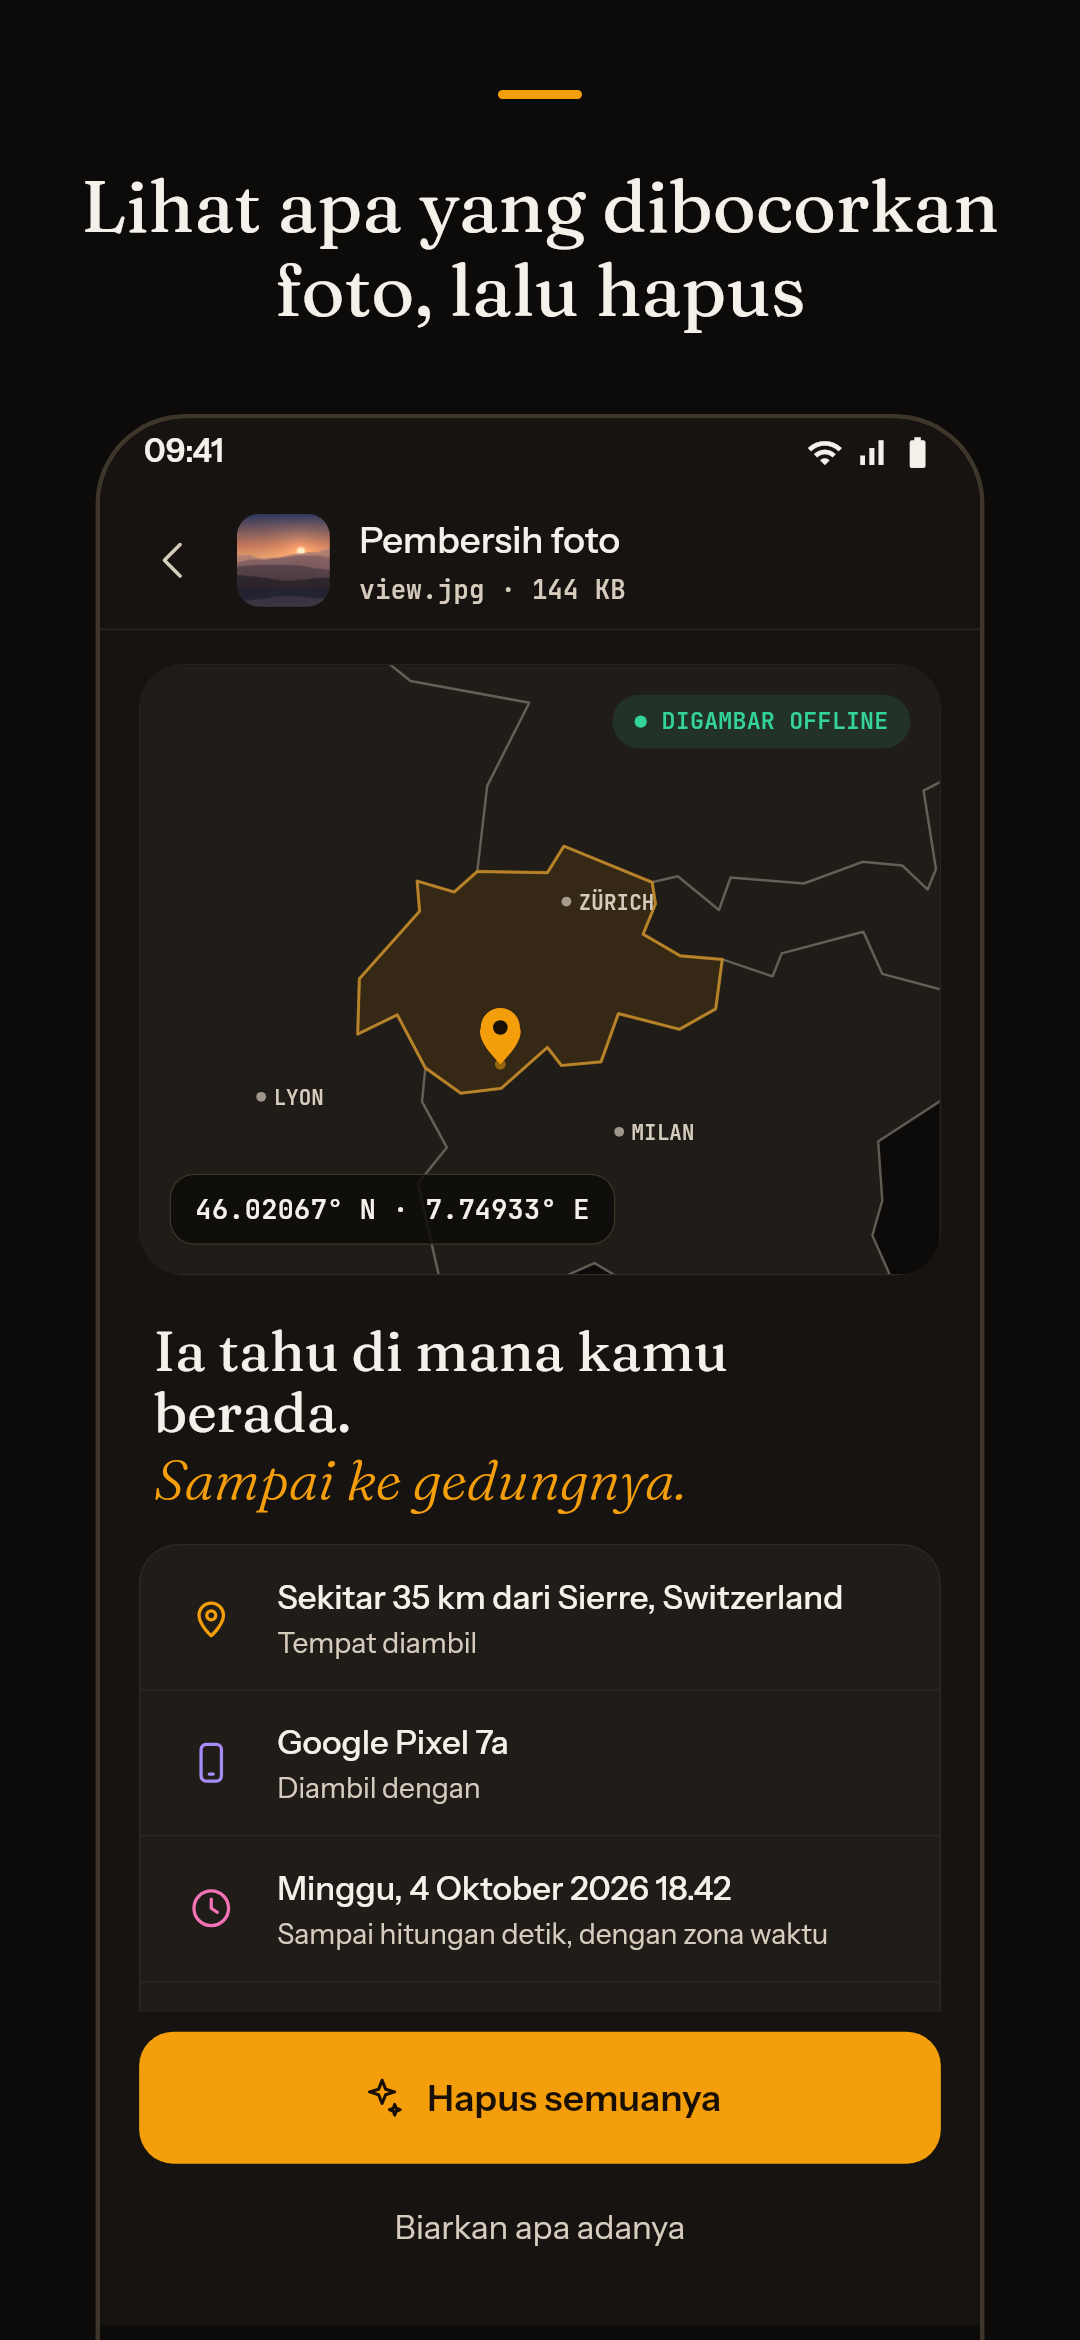 Lihat apa yang dibocorkan
foto, lalu hapus
09:41
Pembersih foto
view.jpg · 144 KB
DIGAMBAR OFFLINE
ZÜRICH
LYON
MILAN
46.02067° N · 7.74933° E
Ia tahu di mana kamu
berada.
Sampai ke gedungnya.
Sekitar 35 km dari Sierre, Switzerland
Tempat diambil
Google Pixel 7a
Diambil dengan
Minggu, 4 Oktober 2026 18.42
Sampai hitungan detik, dengan zona waktu
Hapus semuanya
Biarkan apa adanya